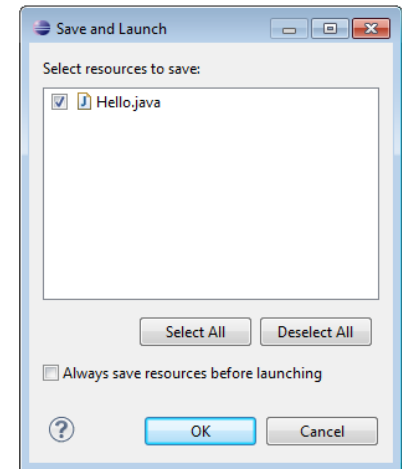 Save and Launch
Select resources to save:
Hello.java
Select All Deselect All
Always save resources before launching
OK Cancel